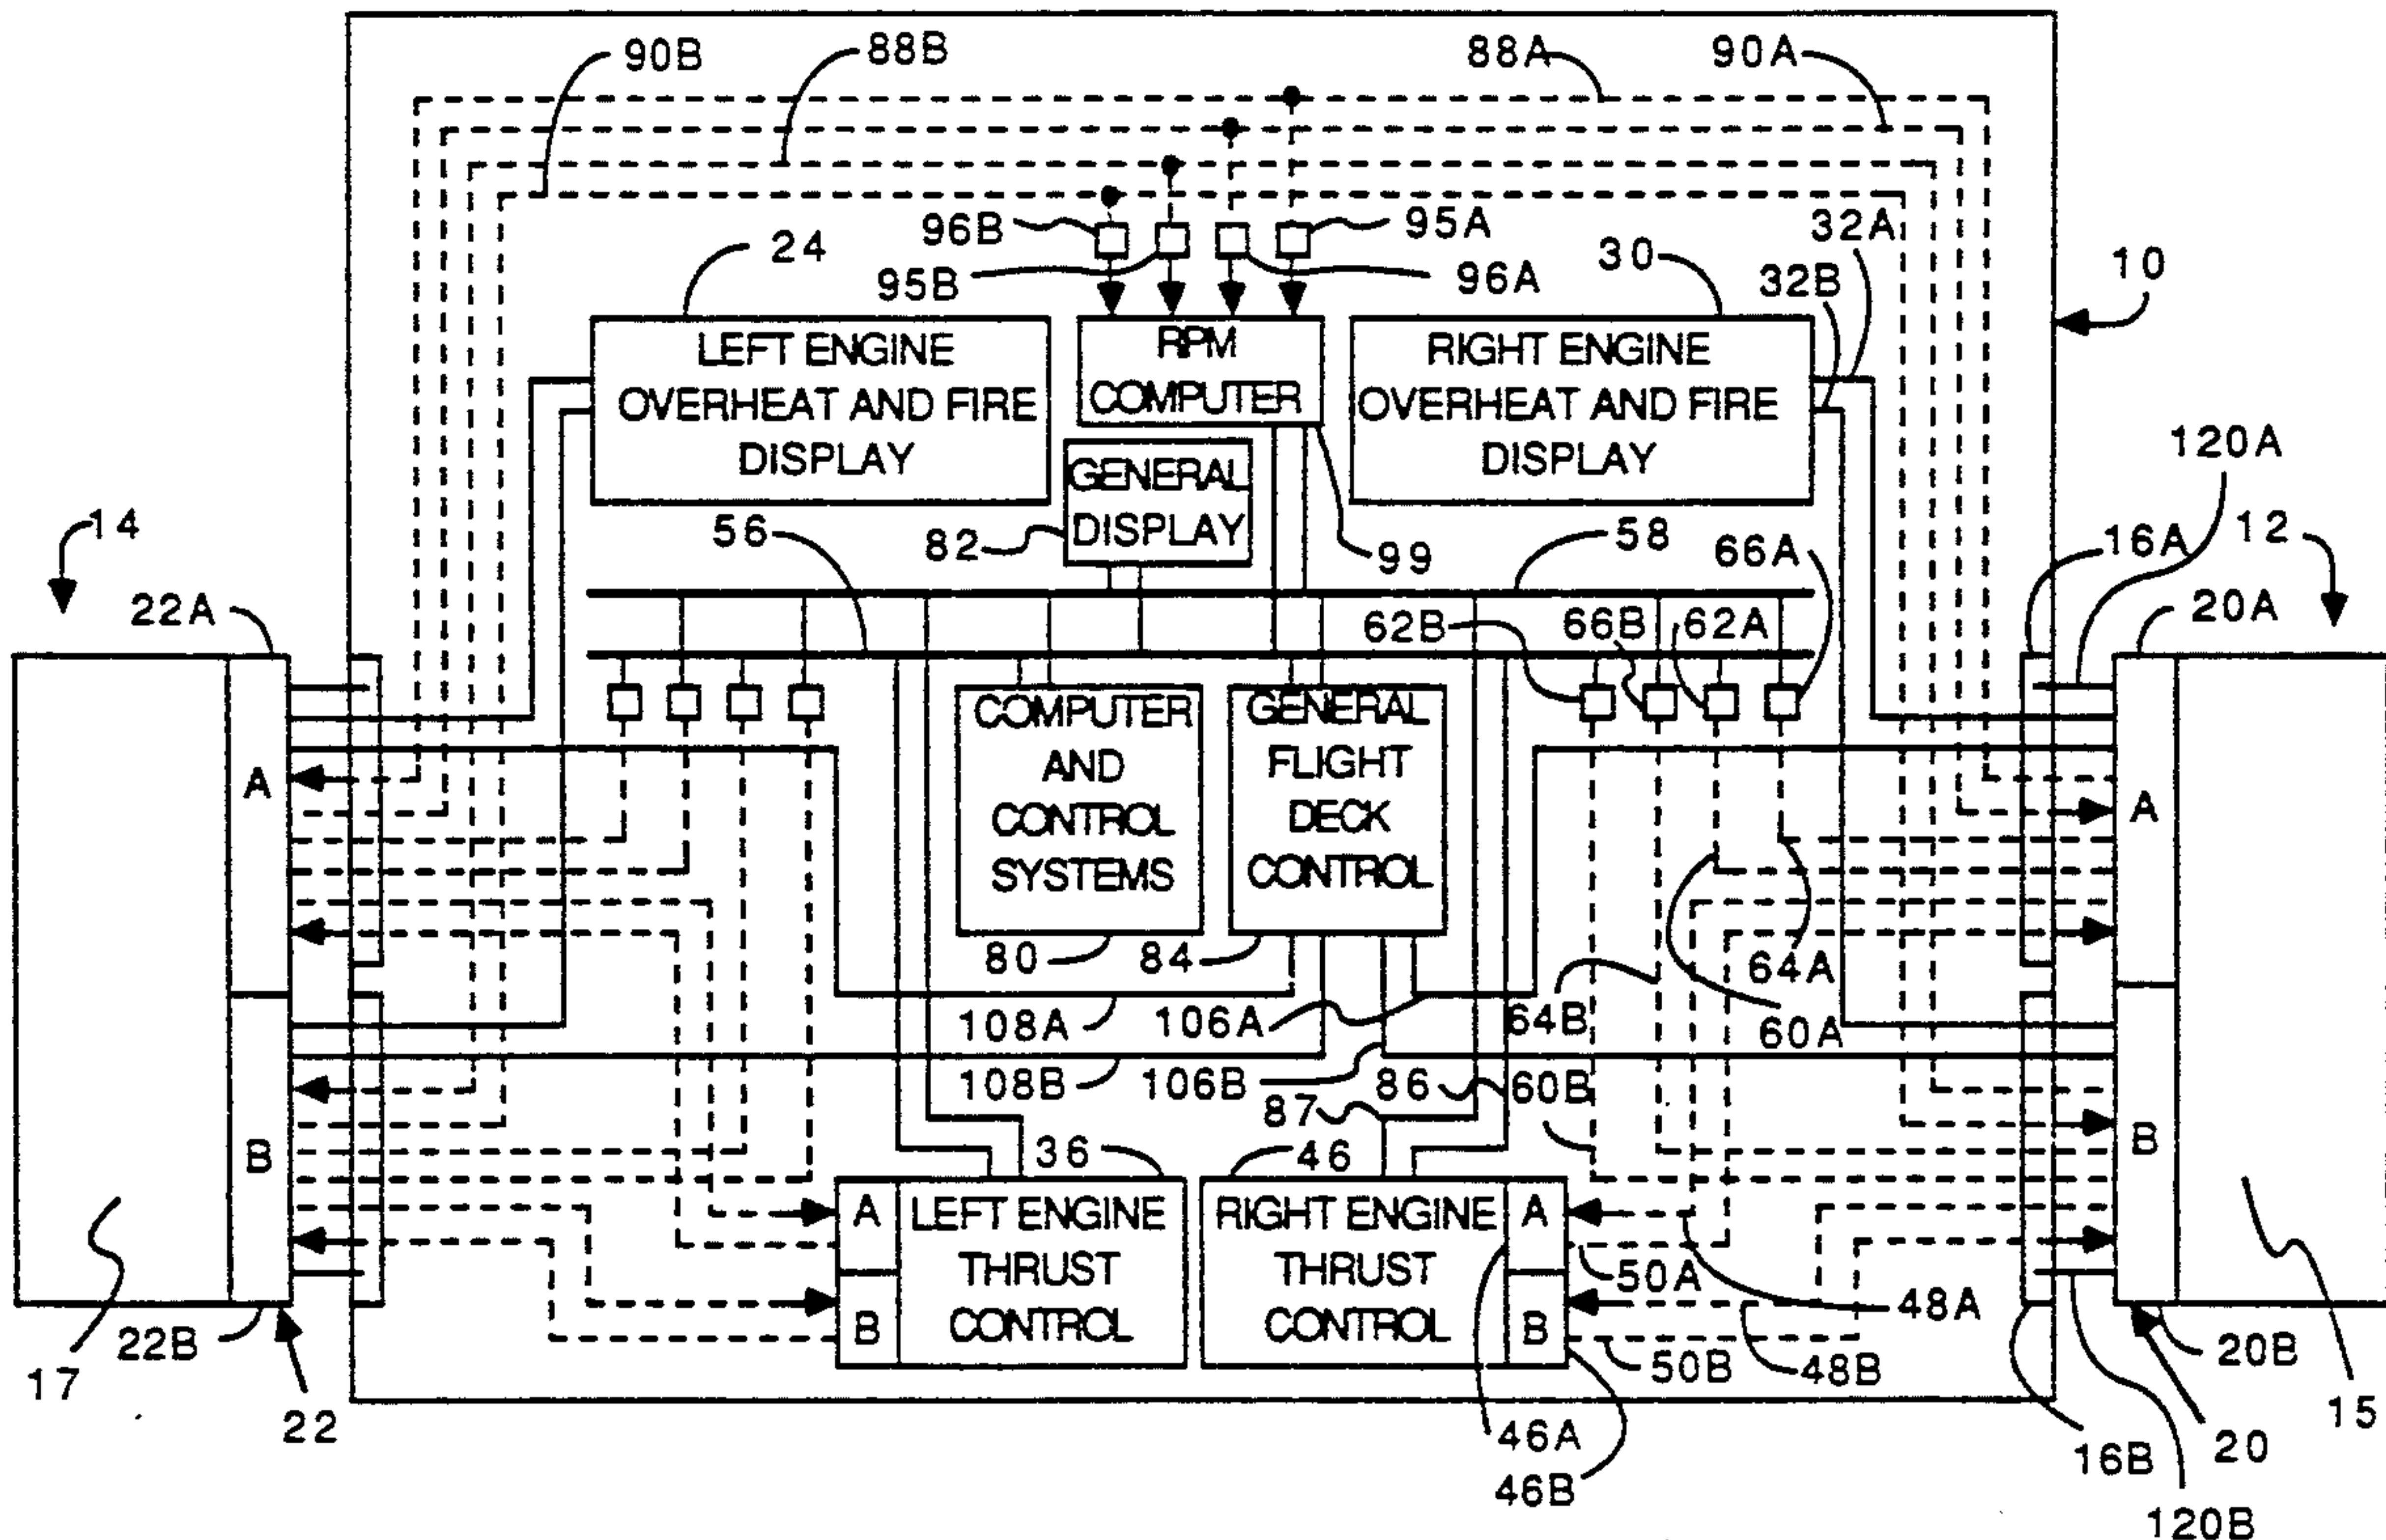 90B
88B
88A
90A
96B
95A
32A
24
95B
96A
30
32B
10
LEFT ENGINE
OVERHEAT AND FIRE
DISPLAY
RPM
COMPUTER
RIGHT ENGINE
OVERHEAT AND FIRE
DISPLAY
GENERAL
DISPLAY
120A
14
56
82
99
58
66A
16A
12
22A
62B
66B
62A
20A
COMPUTER
AND
CONTROL
SYSTEMS
GENERAL
FLIGHT
DECK
CONTROL
A
A
80
84
64A
108A
106A
64B
60A
108B
106B
86
60B
87
B
B
36
46
A
LEFT ENGINE
THRUST
CONTROL
B
RIGHT ENGINE
THRUST
CONTROL
A
B
50A
48A
22B
50B
48B
20B
17
22
46A
46B
16B
20
15
120B